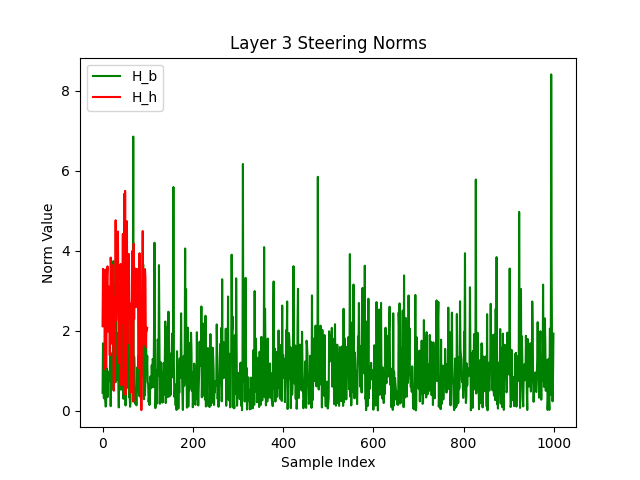 Layer 3 Steering Norms
H_b
H_h
Norm Value
8
6
4
2
0
0 200 400 600 800 1000
Sample Index